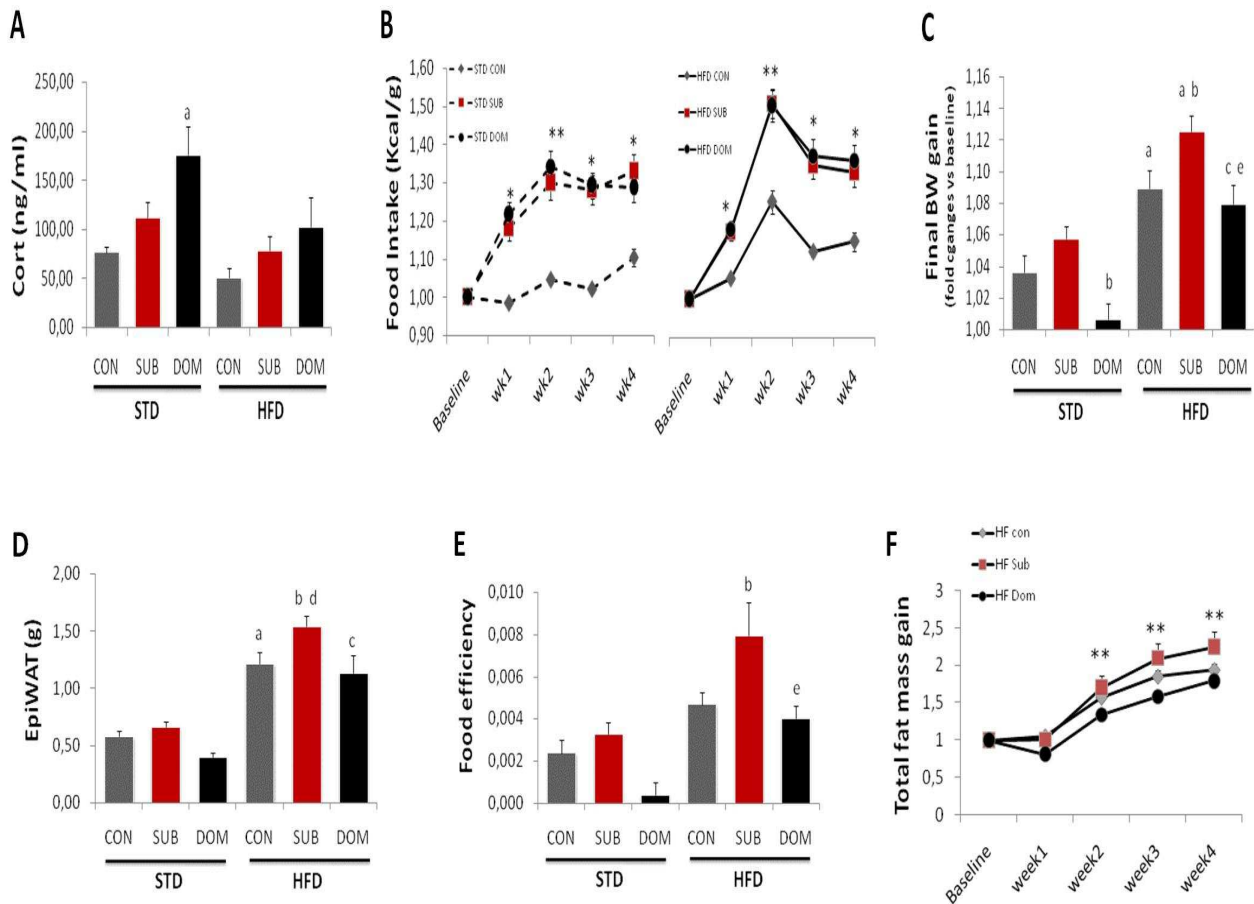 A
Cort (ng/ml)
250,00
200,00
150,00
100,00
50,00
0,00
a
CON SUB DOM CON SUB DOM
STD HFD
B
Food Intake (Kcal/g)
1,60
1,50
1,40
1,30
1,20
1,10
1,00
0,90
STD CON
STD SUB
STD DOM
* ** * *
Baseline wk1 wk2 wk3 wk4
HFD CON
HFD SUB
HFD DOM
* ** * *
Baseline wk1 wk2 wk3 wk4
C
Final BW gain
(fold cganges vs baseline)
1,16
1,14
1,12
1,10
1,08
1,06
1,04
1,02
1,00
b a a b c e
CON SUB DOM CON SUB DOM
STD HFD
D
EpiWAT (g)
2,00
1,50
1,00
0,50
0,00
a b d c
CON SUB DOM CON SUB DOM
STD HFD
E
Food efficiency
0,010
0,008
0,006
0,004
0,002
0,000
b e
CON SUB DOM CON SUB DOM
STD HFD
F
HF con
HF Sub
HF Dom
Total fat mass gain
3
2,5
2
1,5
1
0,5
0
** ** **
Baseline week1 week2 week3 week4